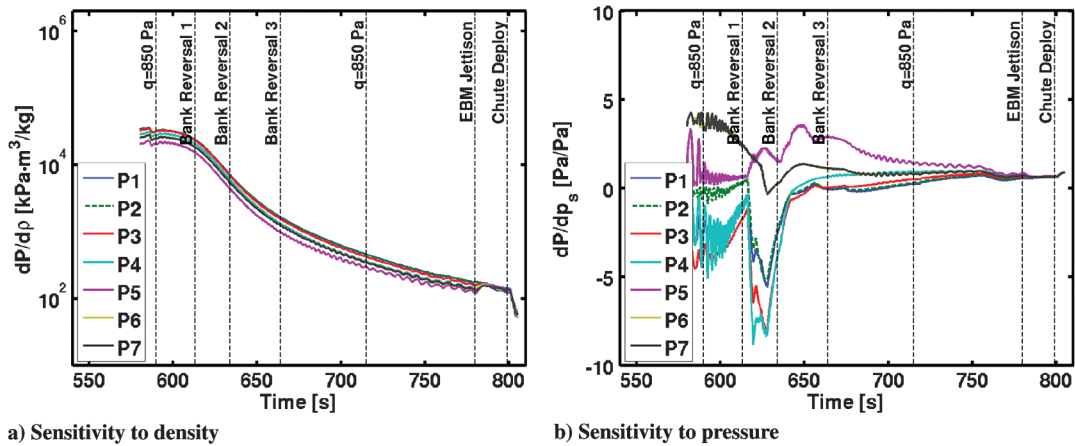 10^6
10^4
10^2
dP/dρ [kPa·m^3/kg]
q=850 Pa
Bank Reversal 1
Bank Reversal 2
Bank Reversal 3
q=850 Pa
EBM Jettison
Chute Deploy
P1
P2
P3
P4
P5
P6
P7
550 600 650 700 750 800
Time [s]
a) Sensitivity to density
10
5
0
-5
-10
dP/dp_s [Pa/Pa]
q=850 Pa
Bank Reversal 1
Bank Reversal 2
Bank Reversal 3
q=850 Pa
EBM Jettison
Chute Deploy
P1
P2
P3
P4
P5
P6
P7
550 600 650 700 750 800
Time [s]
b) Sensitivity to pressure